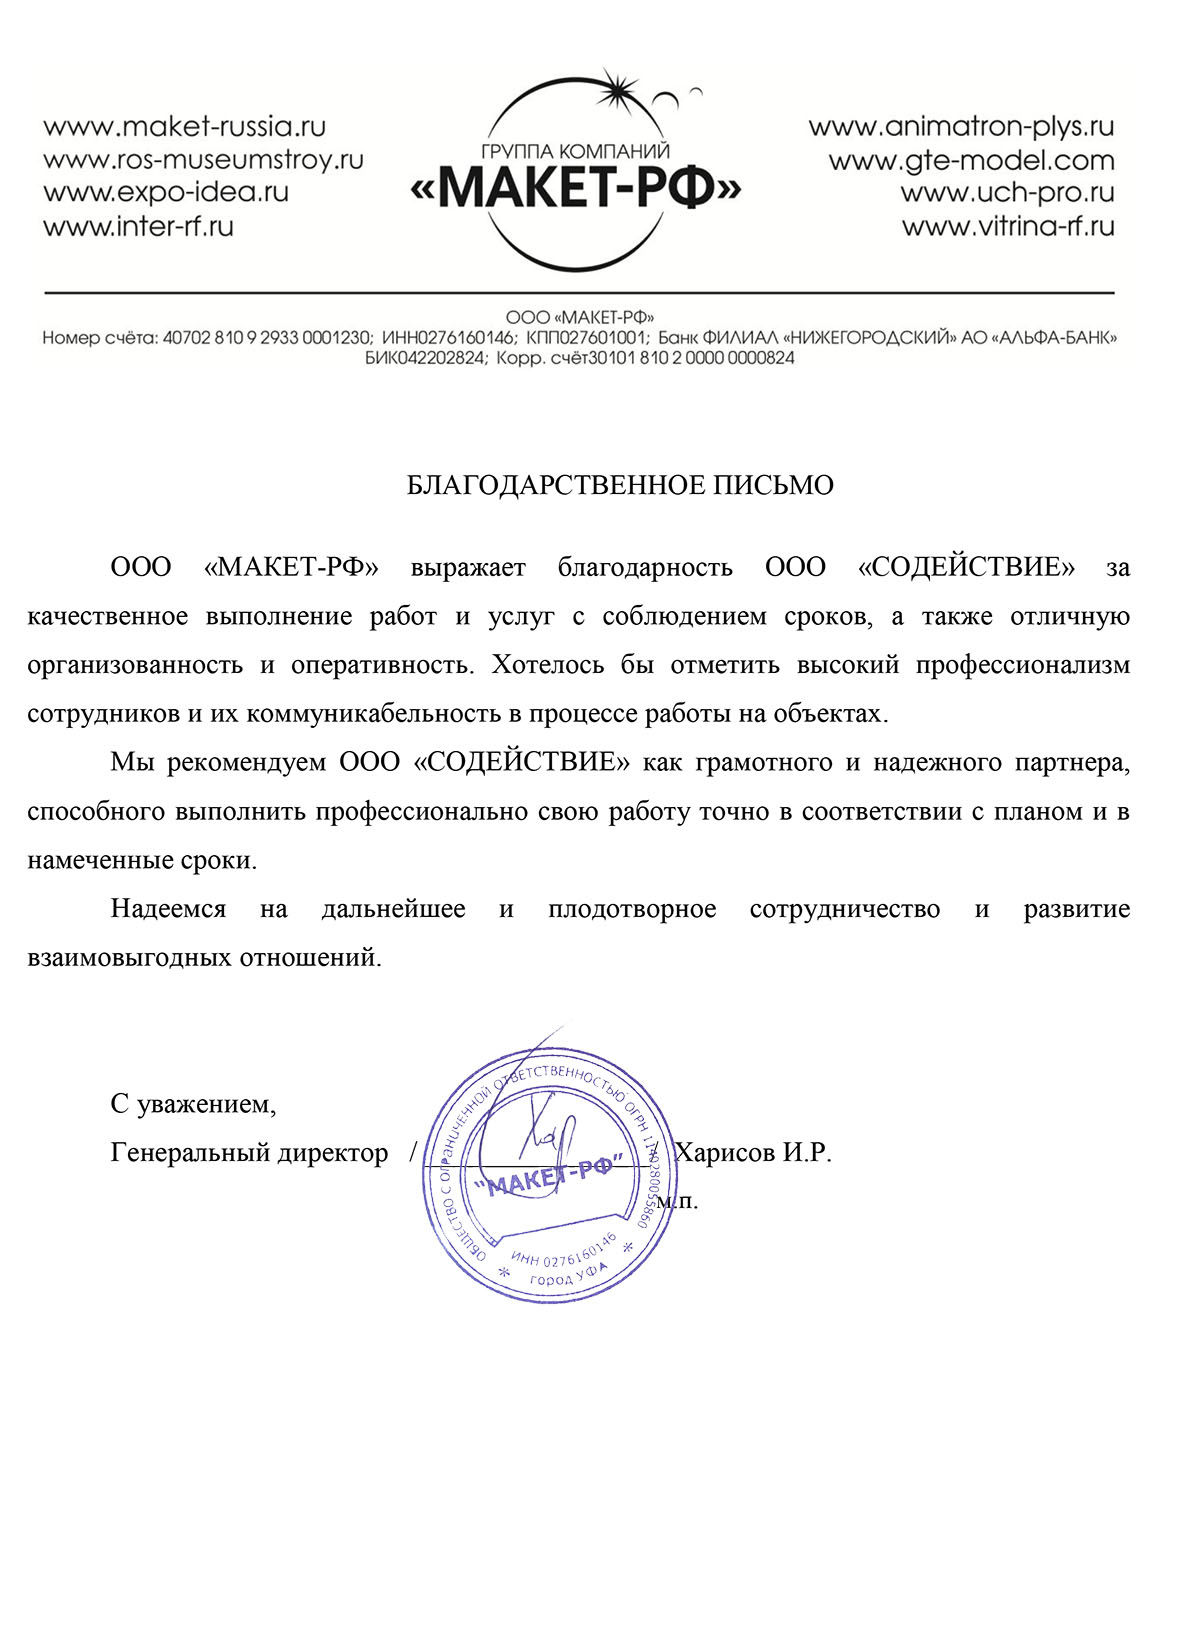 www.maket-russia.ru
www.ros-museumstroy.ru
www.expo-idea.ru
www.inter-rf.ru
ГРУППА КОМПАНИЙ
«МАКЕТ-РФ»
www.animatron-plys.ru
www.gte-model.com
www.uch-pro.ru
www.vitrina-rf.ru
ООО «МАКЕТ-РФ»
Номер счёта: 40702 810 9 2933 0001230; ИНН0276160146; КПП027601001; Банк ФИЛИАЛ «НИЖЕГОРОДСКИЙ» АО «АЛЬФА-БАНК»
БИК042202824; Корр. счёт30101 810 2 0000 0000824
БЛАГОДАРСТВЕННОЕ ПИСЬМО
ООО «МАКЕТ-РФ» выражает благодарность ООО «СОДЕЙСТВИЕ» за
качественное выполнение работ и услуг с соблюдением сроков, а также отличную
организованность и оперативность. Хотелось бы отметить высокий профессионализм
сотрудников и их коммуникабельность в процессе работы на объектах.
Мы рекомендуем ООО «СОДЕЙСТВИЕ» как грамотного и надежного партнера,
способного выполнить профессионально свою работу точно в соответствии с планом и в
намеченные сроки.
Надеемся на дальнейшее и плодотворное сотрудничество и развитие
взаимовыгодных отношений.
С уважением,
Генеральный директор / / Харисов И.Р.
м.п.
ОБЩЕСТВО С ОГРАНИЧЕННОЙ ОТВЕТСТВЕННОСТЬЮ ОГРН 1140280055860
"МАКЕТ-РФ"
ИНН 0276160146
город УФА